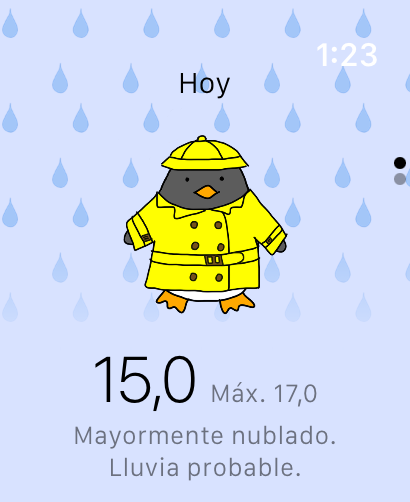 1:23
Hoy
15,0 Máx. 17,0
Mayormente nublado.
Lluvia probable.